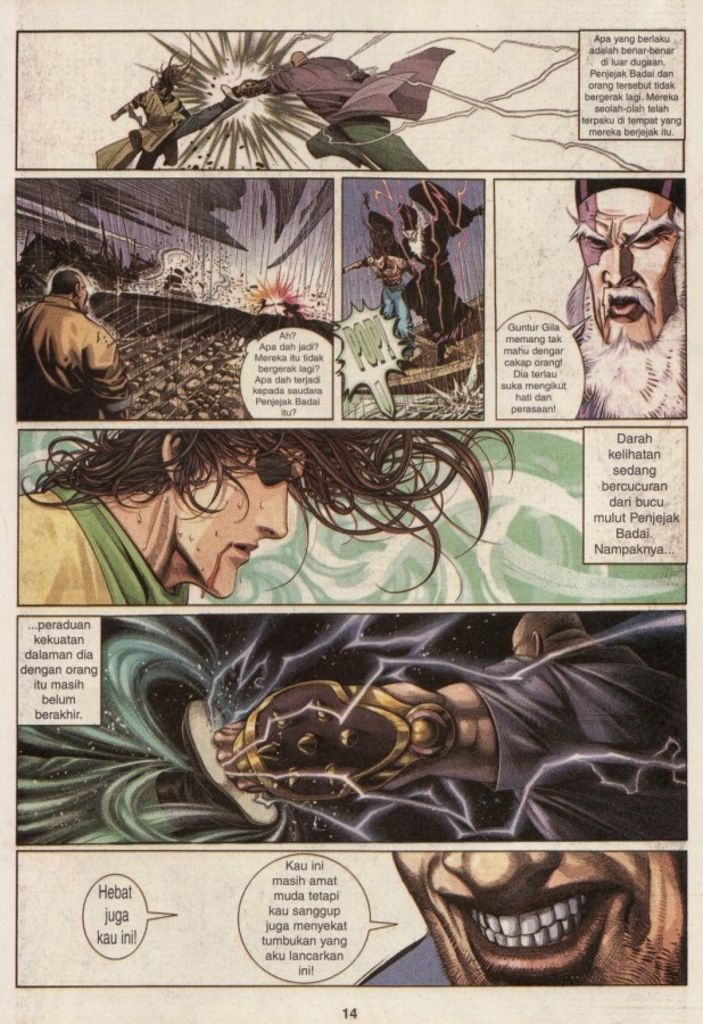 Apa yang berlaku
adalah benar-benar
di luar dugaan.
Penjejak Badai dan
orang tersebut tidak
bergerak lagi. Mereka
seolah-olah telah
terpaku di tempat yang
mereka berjejak itu.
Ah?
Apa dah jadi?
Mereka itu tidak
bergerak lagi?
Apa dah terjadi
kepada saudara
Penjejak Badai
itu?
POP!
Guntur Gila
memang tak
mahu dengar
cakap orang!
Dia terlau
suka mengikut
hati dan
perasaan!
Darah
kelihatan
sedang
bercucuran
dari bucu
mulut Penjejak
Badai.
Nampaknya...
...peraduan
kekuatan
dalaman dia
dengan orang
itu masih
belum
berakhir.
Hebat
juga
kau ini!
Kau ini
masih amat
muda tetapi
kau sanggup
juga menyekat
tumbukan yang
aku lancarkan
ini!
14